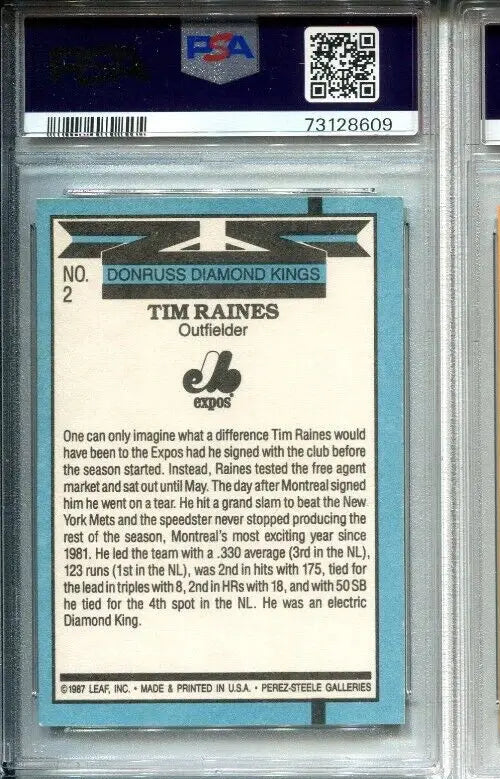 PSA
73128609
NO. DONRUSS DIAMOND KINGS
2
TIM RAINES
Outfielder
expos
One can only imagine what a difference Tim Raines would
have been to the Expos had he signed with the club before
the season started. Instead, Raines tested the free agent
market and sat out until May. The day after Montreal signed
him he went on a tear. He hit a grand slam to beat the New
York Mets and the speedster never stopped producing the
rest of the season, Montreal's most exciting year since
1981. He led the team with a .330 average (3rd in the NL),
123 runs (1st in the NL), was 2nd in hits with 175, tied for
the lead in triples with 8, 2nd in HRs with 18, and with 50 SB
he tied for the 4th spot in the NL. He was an electric
Diamond King.
©1987 LEAF, INC. • MADE & PRINTED IN U.S.A. • PEREZ-STEELE GALLERIES